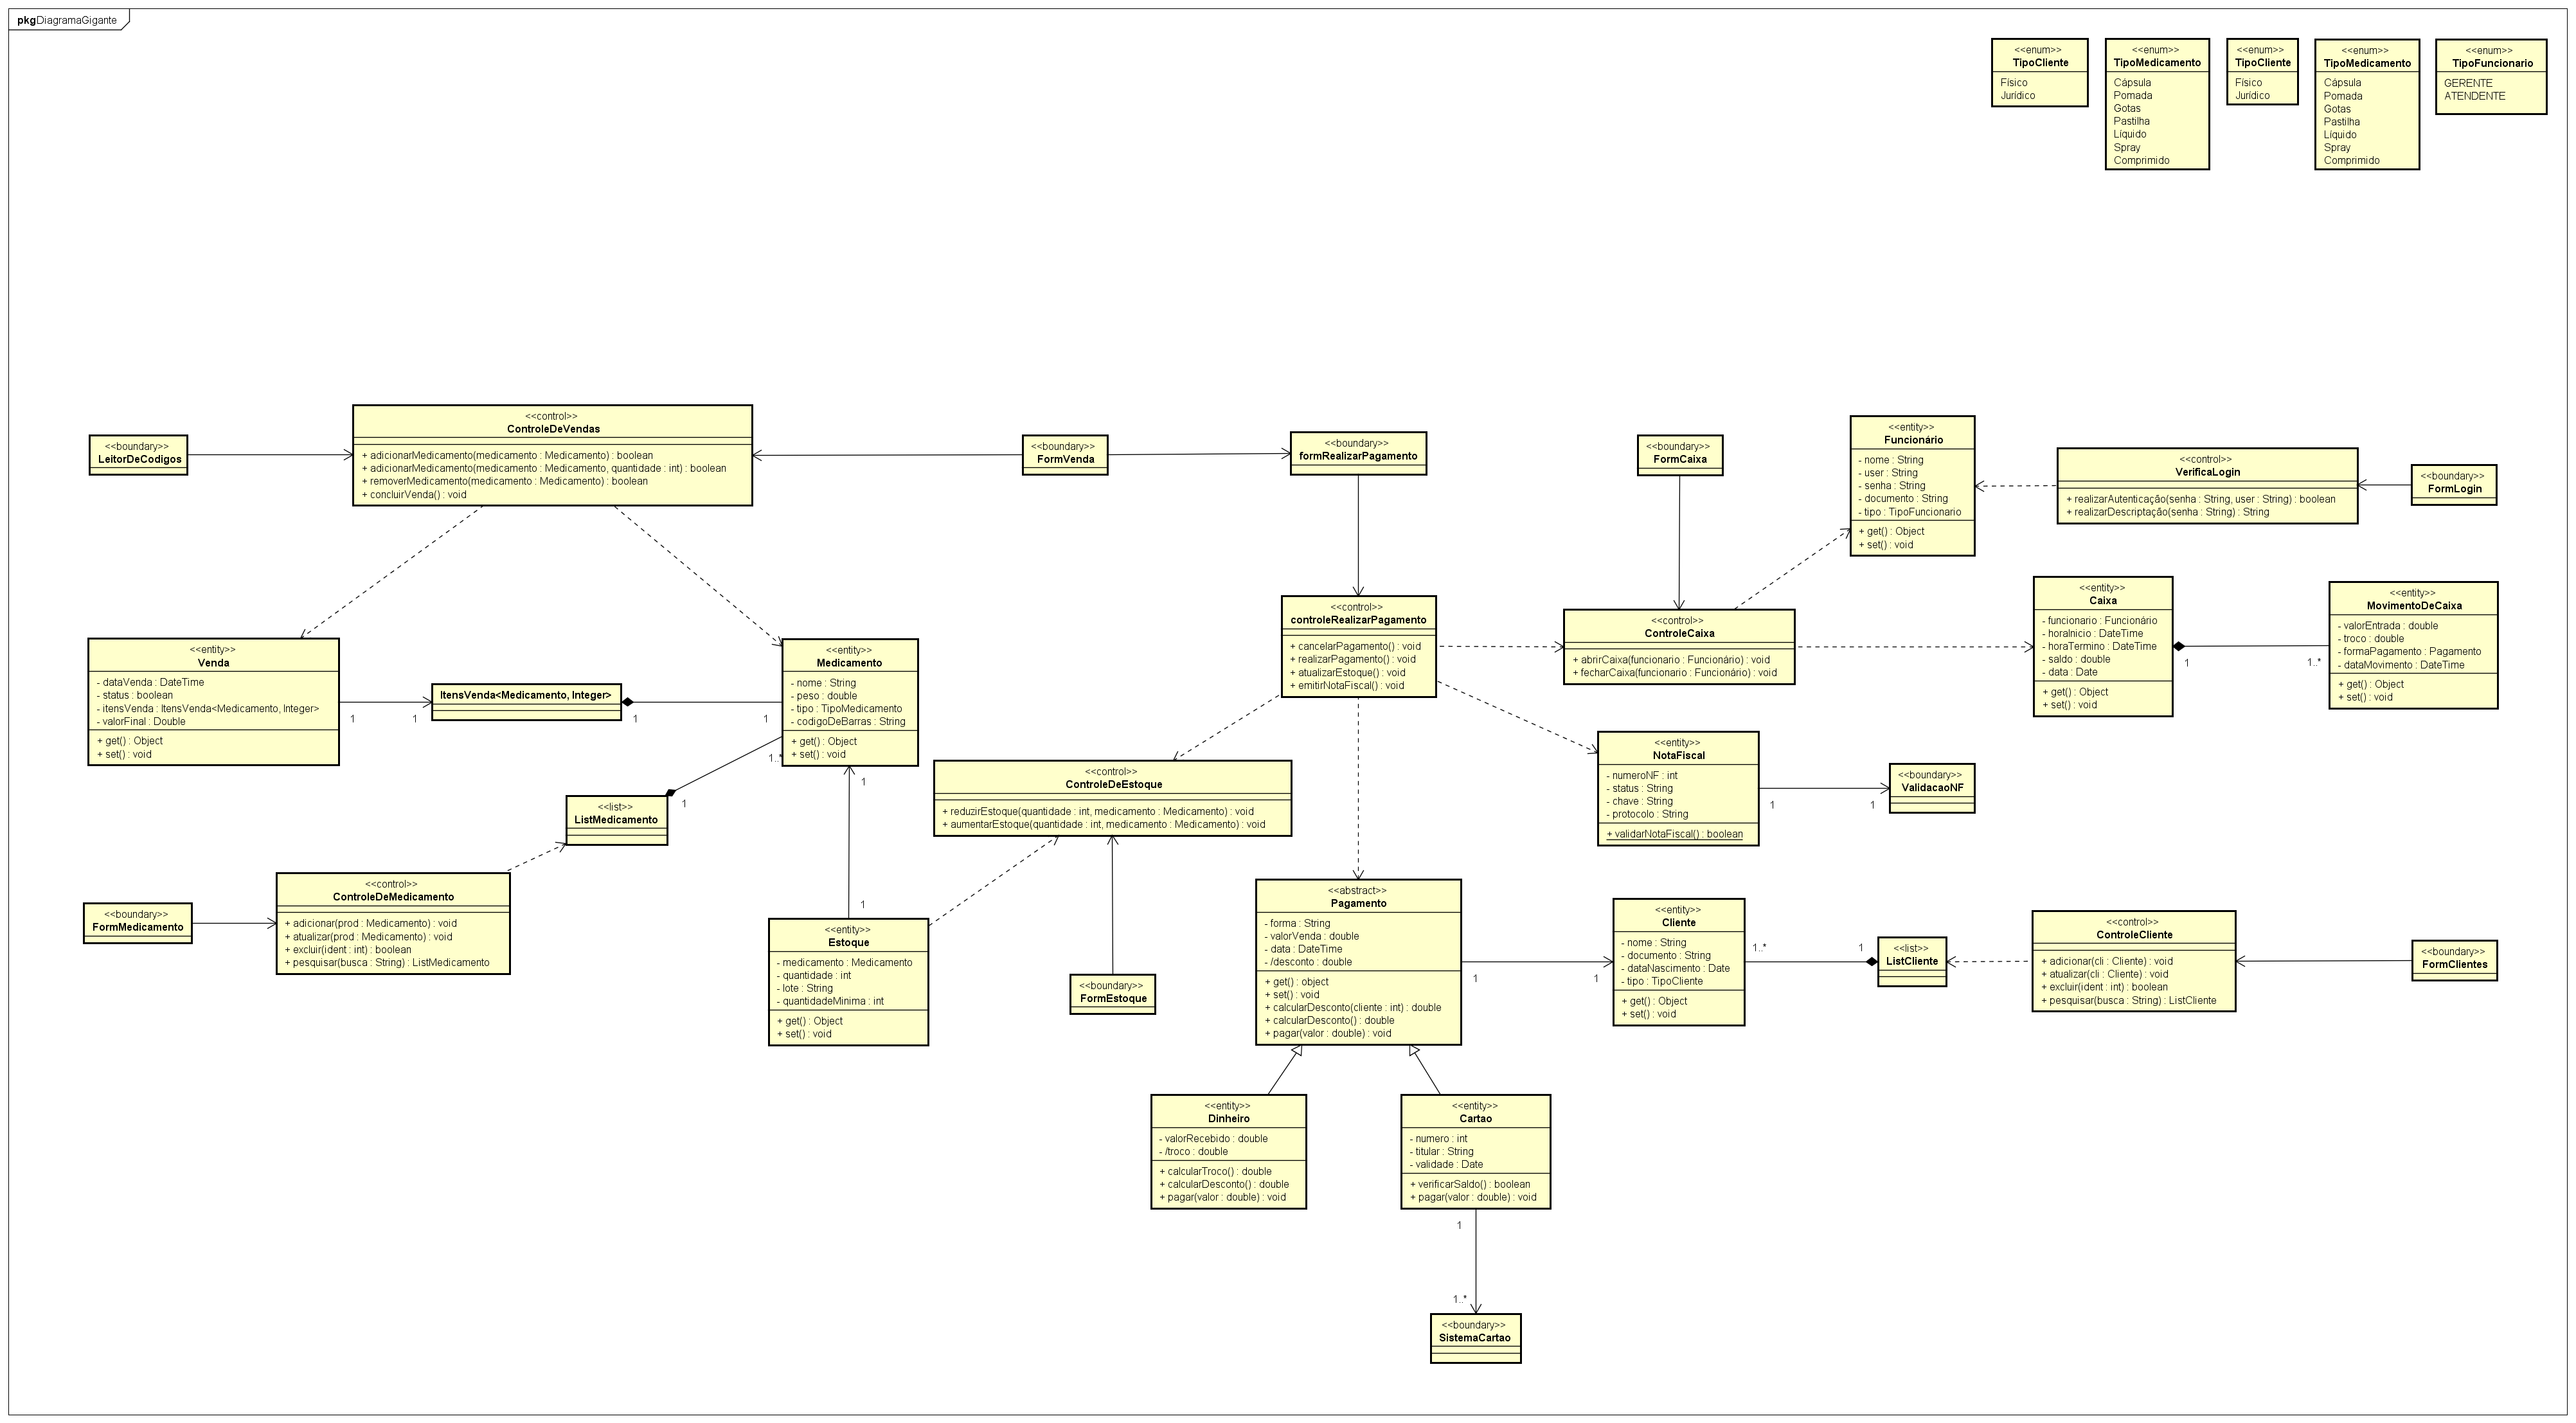 pkg DiagramaGigante
<<enum>>
TipoCliente
Físico
Jurídico
<<enum>>
TipoMedicamento
Cápsula
Pomada
Gotas
Pastilha
Líquido
Spray
Comprimido
<<enum>>
TipoCliente
Físico
Jurídico
<<enum>>
TipoMedicamento
Cápsula
Pomada
Gotas
Pastilha
Líquido
Spray
Comprimido
<<enum>>
TipoFuncionario
GERENTE
ATENDENTE
<<boundary>>
LeitorDeCodigos
<<control>>
ControleDeVendas
+ adicionarMedicamento(medicamento : Medicamento) : boolean
+ adicionarMedicamento(medicamento : Medicamento, quantidade : int) : boolean
+ removerMedicamento(medicamento : Medicamento) : boolean
+ concluirVenda() : void
<<boundary>>
FormVenda
<<boundary>>
formRealizarPagamento
<<boundary>>
FormCaixa
<<entity>>
Funcionário
- nome : String
- user : String
- senha : String
- documento : String
- tipo : TipoFuncionario
+ get() : Object
+ set() : void
<<control>>
VerificaLogin
+ realizarAutenticação(senha : String, user : String) : boolean
+ realizarDescriptação(senha : String) : String
<<boundary>>
FormLogin
<<entity>>
Venda
- dataVenda : DateTime
- status : boolean
- itensVenda : ItensVenda<Medicamento, Integer>
- valorFinal : Double
+ get() : Object
+ set() : void
1
1
ItensVenda<Medicamento, Integer>
1
1
<<entity>>
Medicamento
- nome : String
- peso : double
- tipo : TipoMedicamento
- codigoDeBarras : String
+ get() : Object
+ set() : void
<<control>>
controleRealizarPagamento
+ cancelarPagamento() : void
+ realizarPagamento() : void
+ atualizarEstoque() : void
+ emitirNotaFiscal() : void
<<control>>
ControleCaixa
+ abrirCaixa(funcionario : Funcionário) : void
+ fecharCaixa(funcionario : Funcionário) : void
<<entity>>
Caixa
- funcionario : Funcionário
- horaInicio : DateTime
- horaTermino : DateTime
- saldo : double
- data : Date
+ get() : Object
+ set() : void
1
1..*
<<entity>>
MovimentoDeCaixa
- valorEntrada : double
- troco : double
- formaPagamento : Pagamento
- dataMovimento : DateTime
+ get() : Object
+ set() : void
1..*
1
<<list>>
ListMedicamento
1
1
<<control>>
ControleDeEstoque
+ reduzirEstoque(quantidade : int, medicamento : Medicamento) : void
+ aumentarEstoque(quantidade : int, medicamento : Medicamento) : void
<<entity>>
NotaFiscal
- numeroNF : int
- status : String
- chave : String
- protocolo : String
+ validarNotaFiscal() : boolean
1
1
<<boundary>>
ValidacaoNF
<<boundary>>
FormMedicamento
<<control>>
ControleDeMedicamento
+ adicionar(prod : Medicamento) : void
+ atualizar(prod : Medicamento) : void
+ excluir(ident : int) : boolean
+ pesquisar(busca : String) : ListMedicamento
<<entity>>
Estoque
- medicamento : Medicamento
- quantidade : int
- lote : String
- quantidadeMinima : int
+ get() : Object
+ set() : void
<<boundary>>
FormEstoque
<<abstract>>
Pagamento
- forma : String
- valorVenda : double
- data : DateTime
- /desconto : double
+ get() : object
+ set() : void
+ calcularDesconto(cliente : int) : double
+ calcularDesconto() : double
+ pagar(valor : double) : void
1
1
<<entity>>
Cliente
- nome : String
- documento : String
- dataNascimento : Date
- tipo : TipoCliente
+ get() : Object
+ set() : void
1..*
1
<<list>>
ListCliente
<<control>>
ControleCliente
+ adicionar(cli : Cliente) : void
+ atualizar(cli : Cliente) : void
+ excluir(ident : int) : boolean
+ pesquisar(busca : String) : ListCliente
<<boundary>>
FormClientes
<<entity>>
Dinheiro
- valorRecebido : double
- /troco : double
+ calcularTroco() : double
+ calcularDesconto() : double
+ pagar(valor : double) : void
<<entity>>
Cartao
- numero : int
- titular : String
- validade : Date
+ verificarSaldo() : boolean
+ pagar(valor : double) : void
1
1..*
<<boundary>>
SistemaCartao